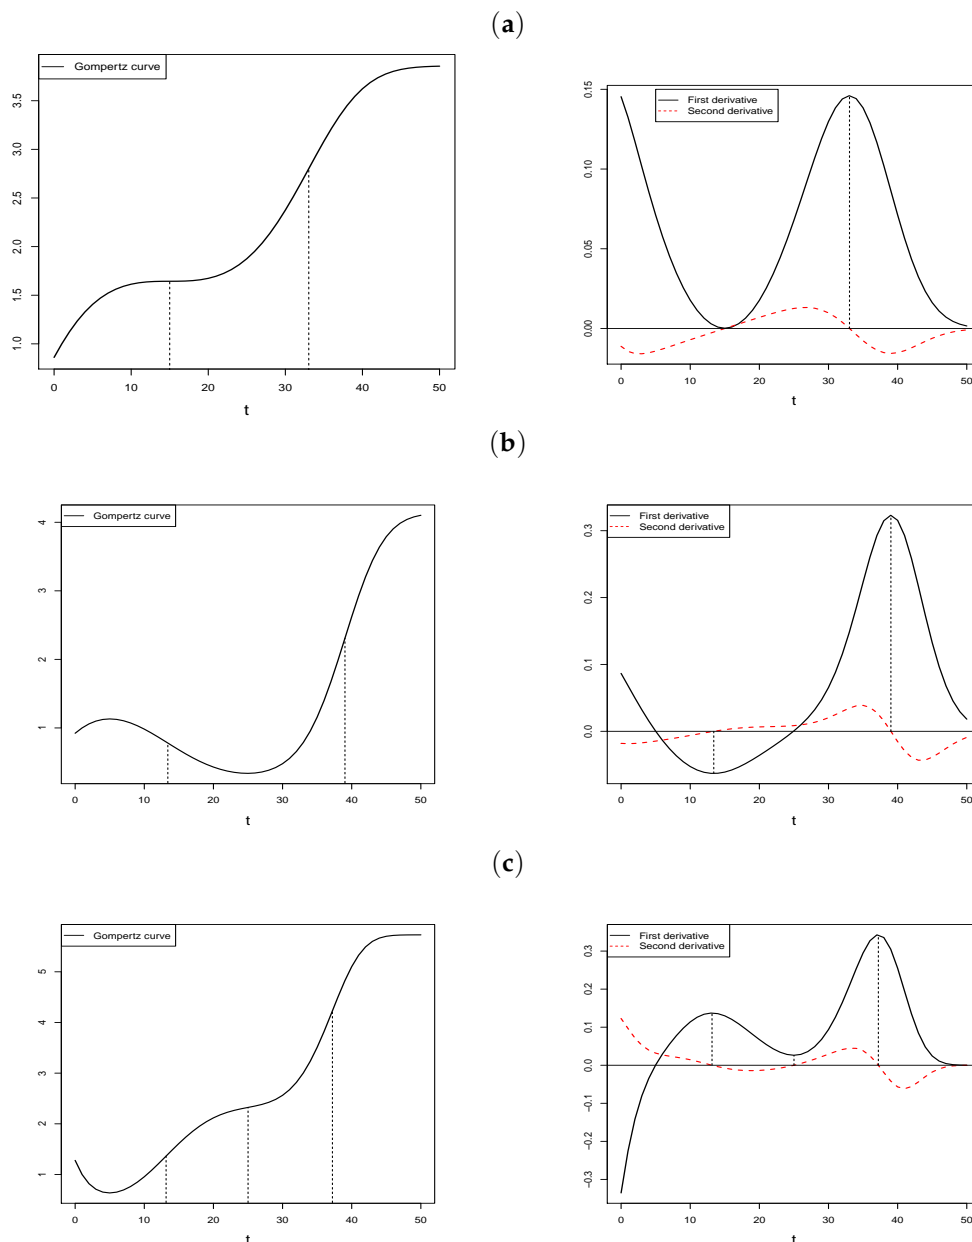 (a)
Gompertz curve
1.0 1.5 2.0 2.5 3.0 3.5
0 10 20 30 40 50
t
First derivative
Second derivative
0.00 0.05 0.10 0.15
0 10 20 30 40 50
t
(b)
Gompertz curve
1 2 3 4
0 10 20 30 40 50
t
First derivative
Second derivative
0.0 0.1 0.2 0.3
0 10 20 30 40 50
t
(c)
Gompertz curve
1 2 3 4 5
0 10 20 30 40 50
t
First derivative
Second derivative
−0.3 −0.2 −0.1 0.0 0.1 0.2 0.3
0 10 20 30 40 50
t